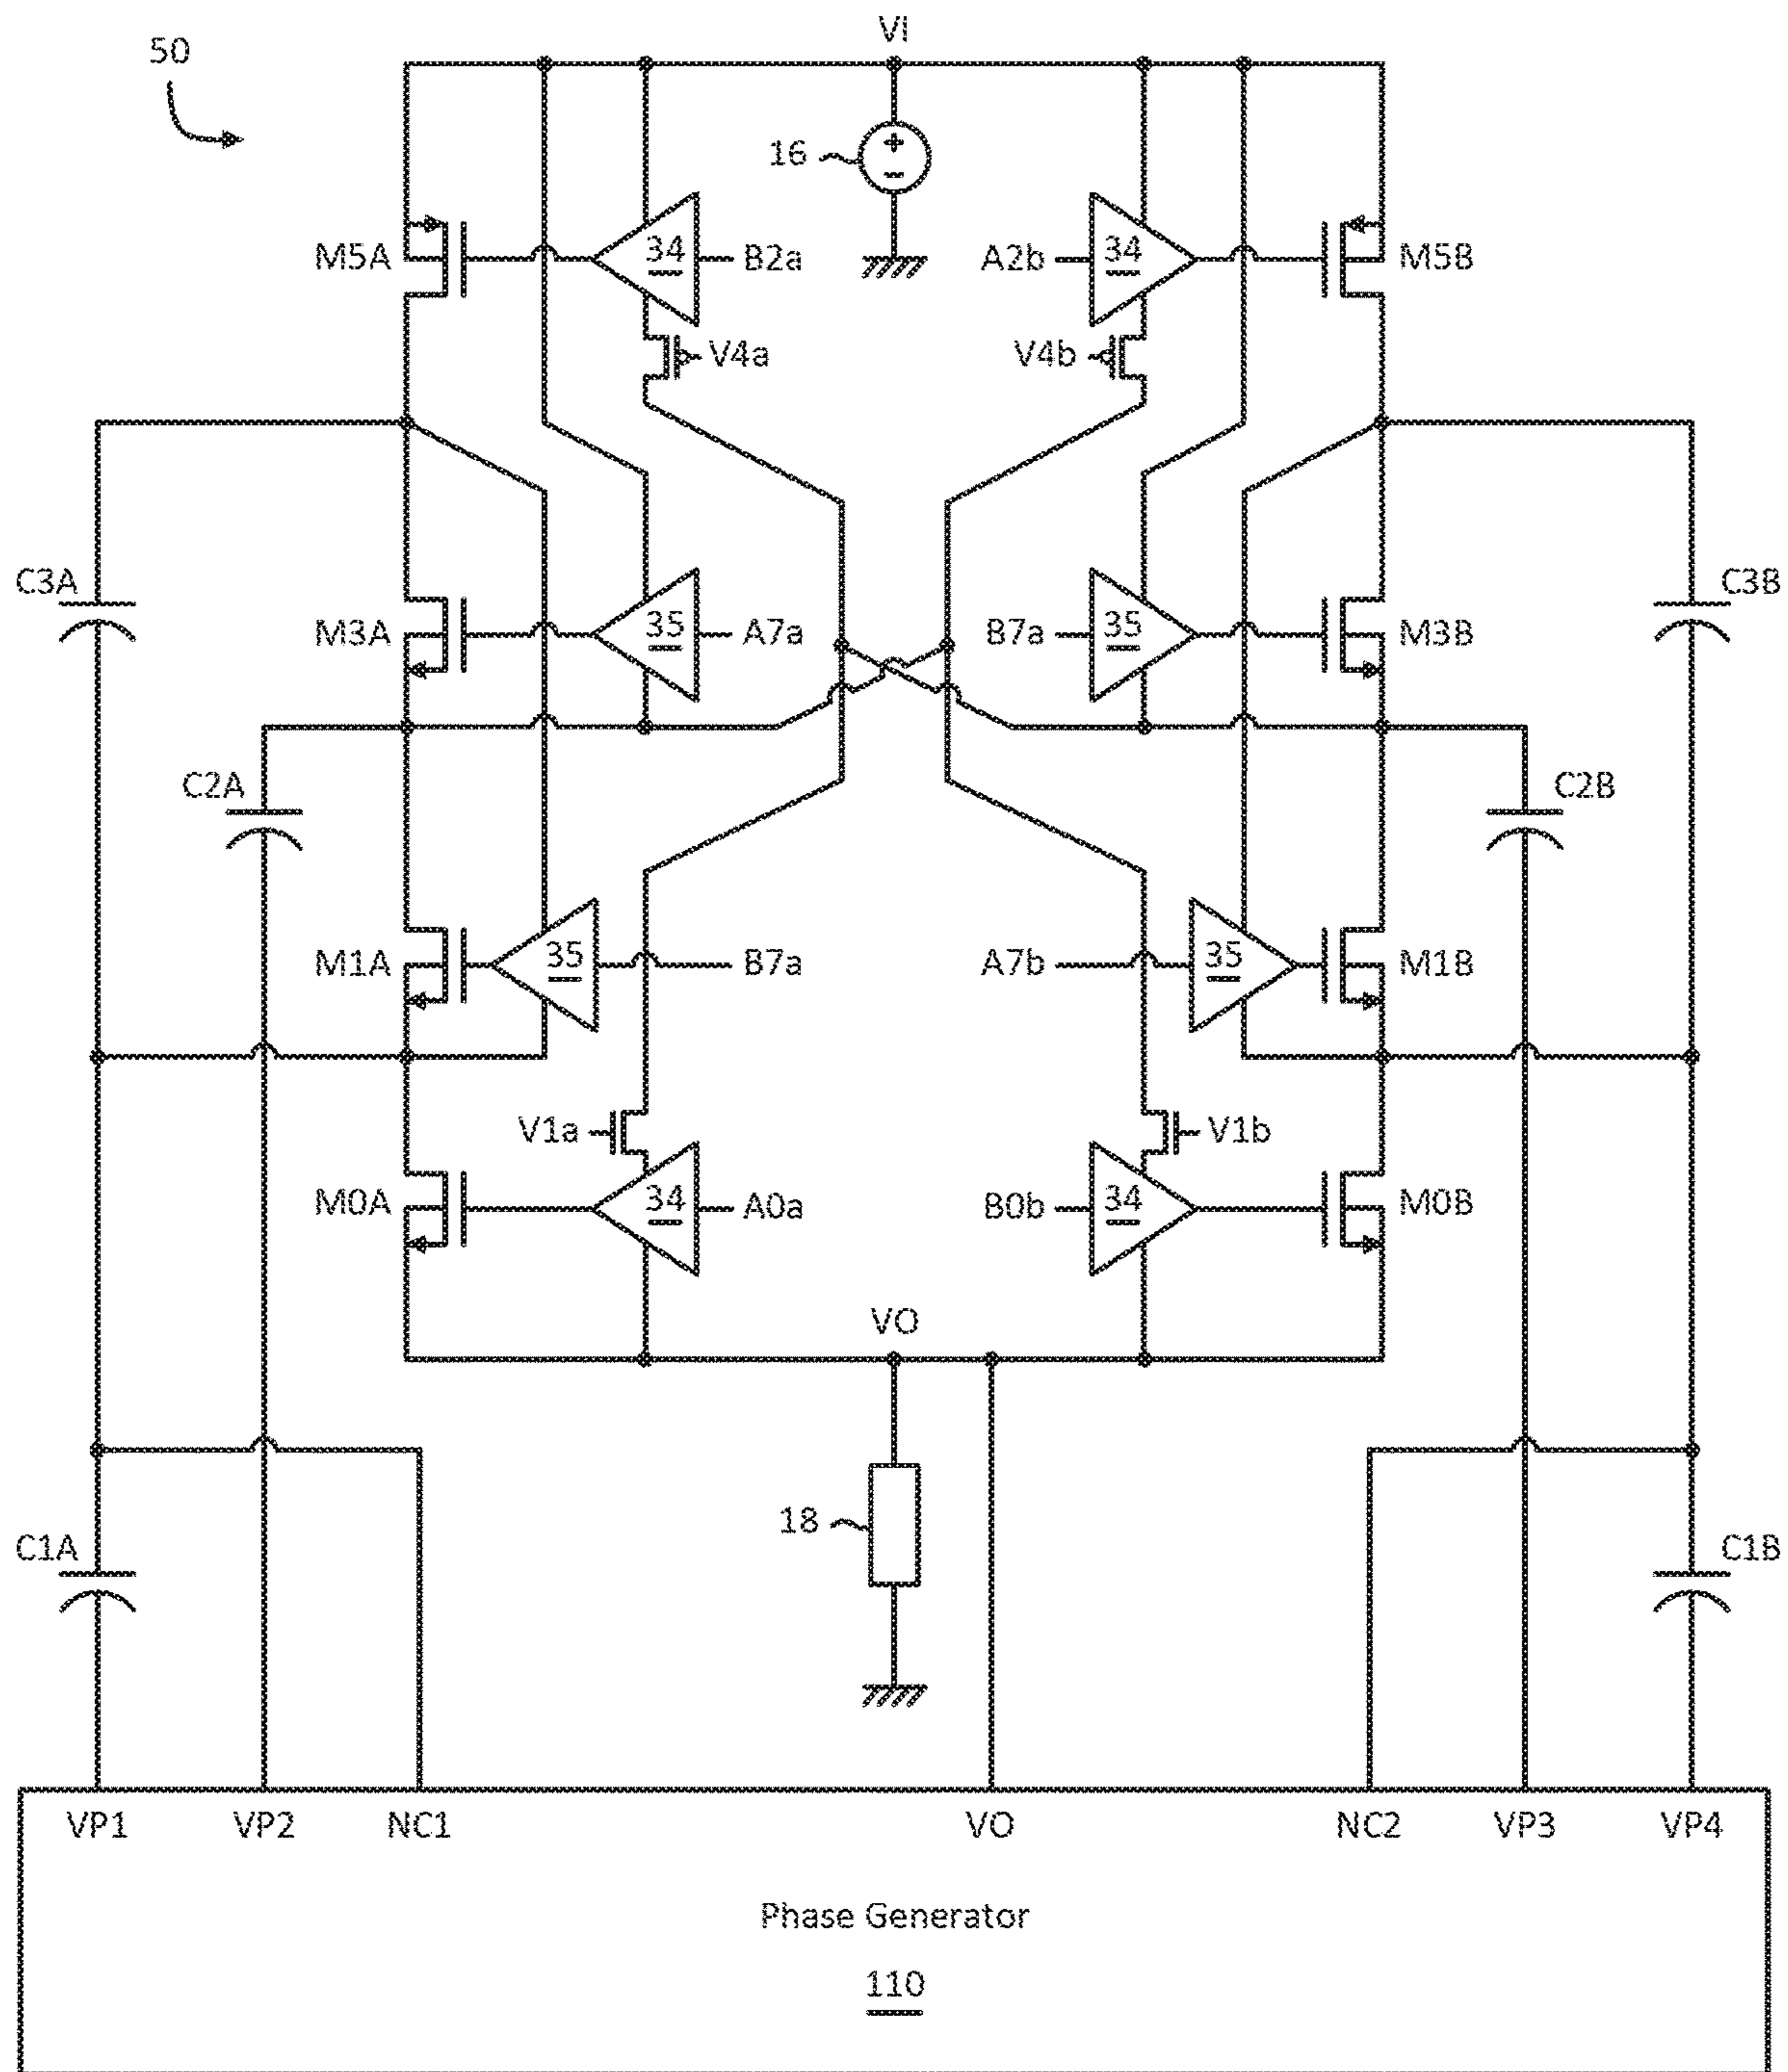 50
VI
16
+
-
M5A
34
B2a
A2b
34
M5B
V4a
V4b
C3A
C3B
M3A
35
A7a
B7a
35
M3B
C2A
C2B
M1A
35
B7a
A7b
35
M1B
V1a
V1b
M0A
34
A0a
B0b
34
M0B
VO
18
C1A
C1B
VP1
VP2
NC1
VO
NC2
VP3
VP4
Phase Generator
110